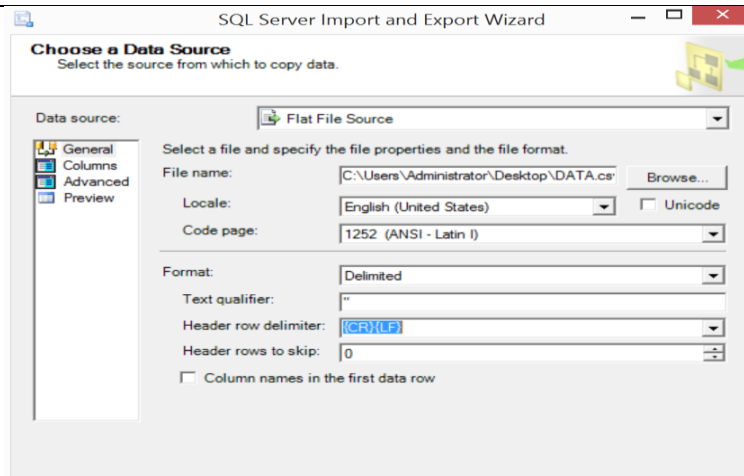 SQL Server Import and Export Wizard
Choose a Data Source
Select the source from which to copy data.
Data source: Flat File Source
General
Columns
Advanced
Preview
Select a file and specify the file properties and the file format.
File name: C:\Users\Administrator\Desktop\DATA.cs Browse...
Locale: English (United States) Unicode
Code page: 1252 (ANSI - Latin I)
Format: Delimited
Text qualifier: "
Header row delimiter: {CR}{LF}
Header rows to skip: 0
Column names in the first data row